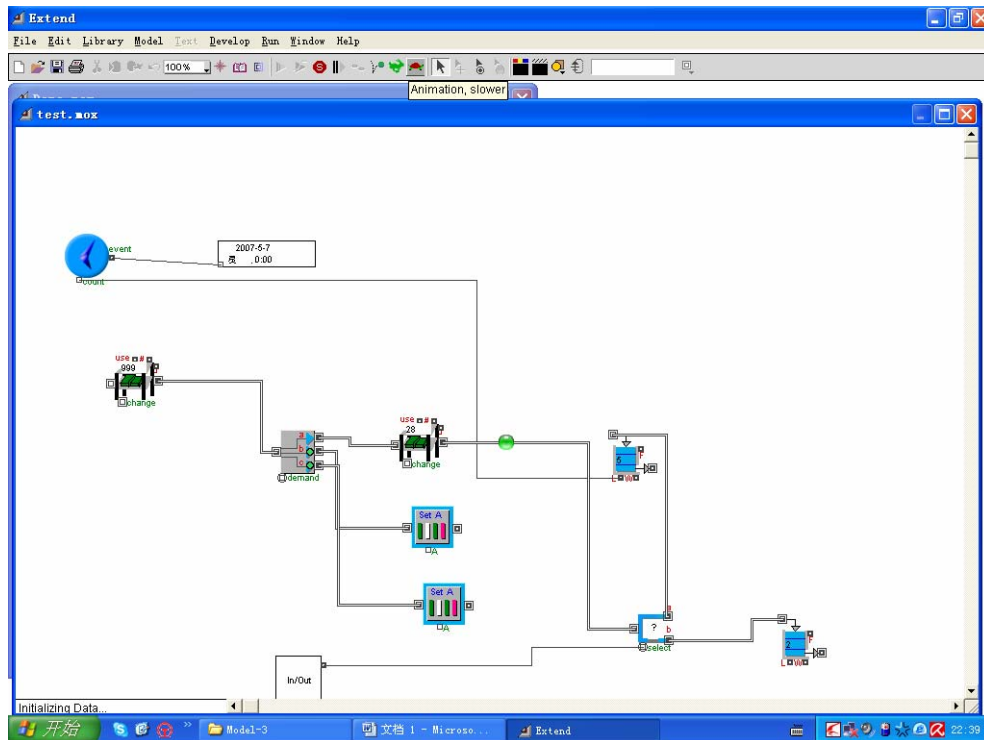 Extend
File Edit Library Model Text Develop Run Window Help
100%
Animation, slower
test.mox
event
2007-5-7
,0:00
count
use #
999
change
use #
28
change
a
b
c
demand
Set A
A
Set A
A
5
F
L W
a
?
b
select
2
F
L W
In/Out
Initializing Data...
开始
Model-3
文档 1 - Microso...
Extend
22:39